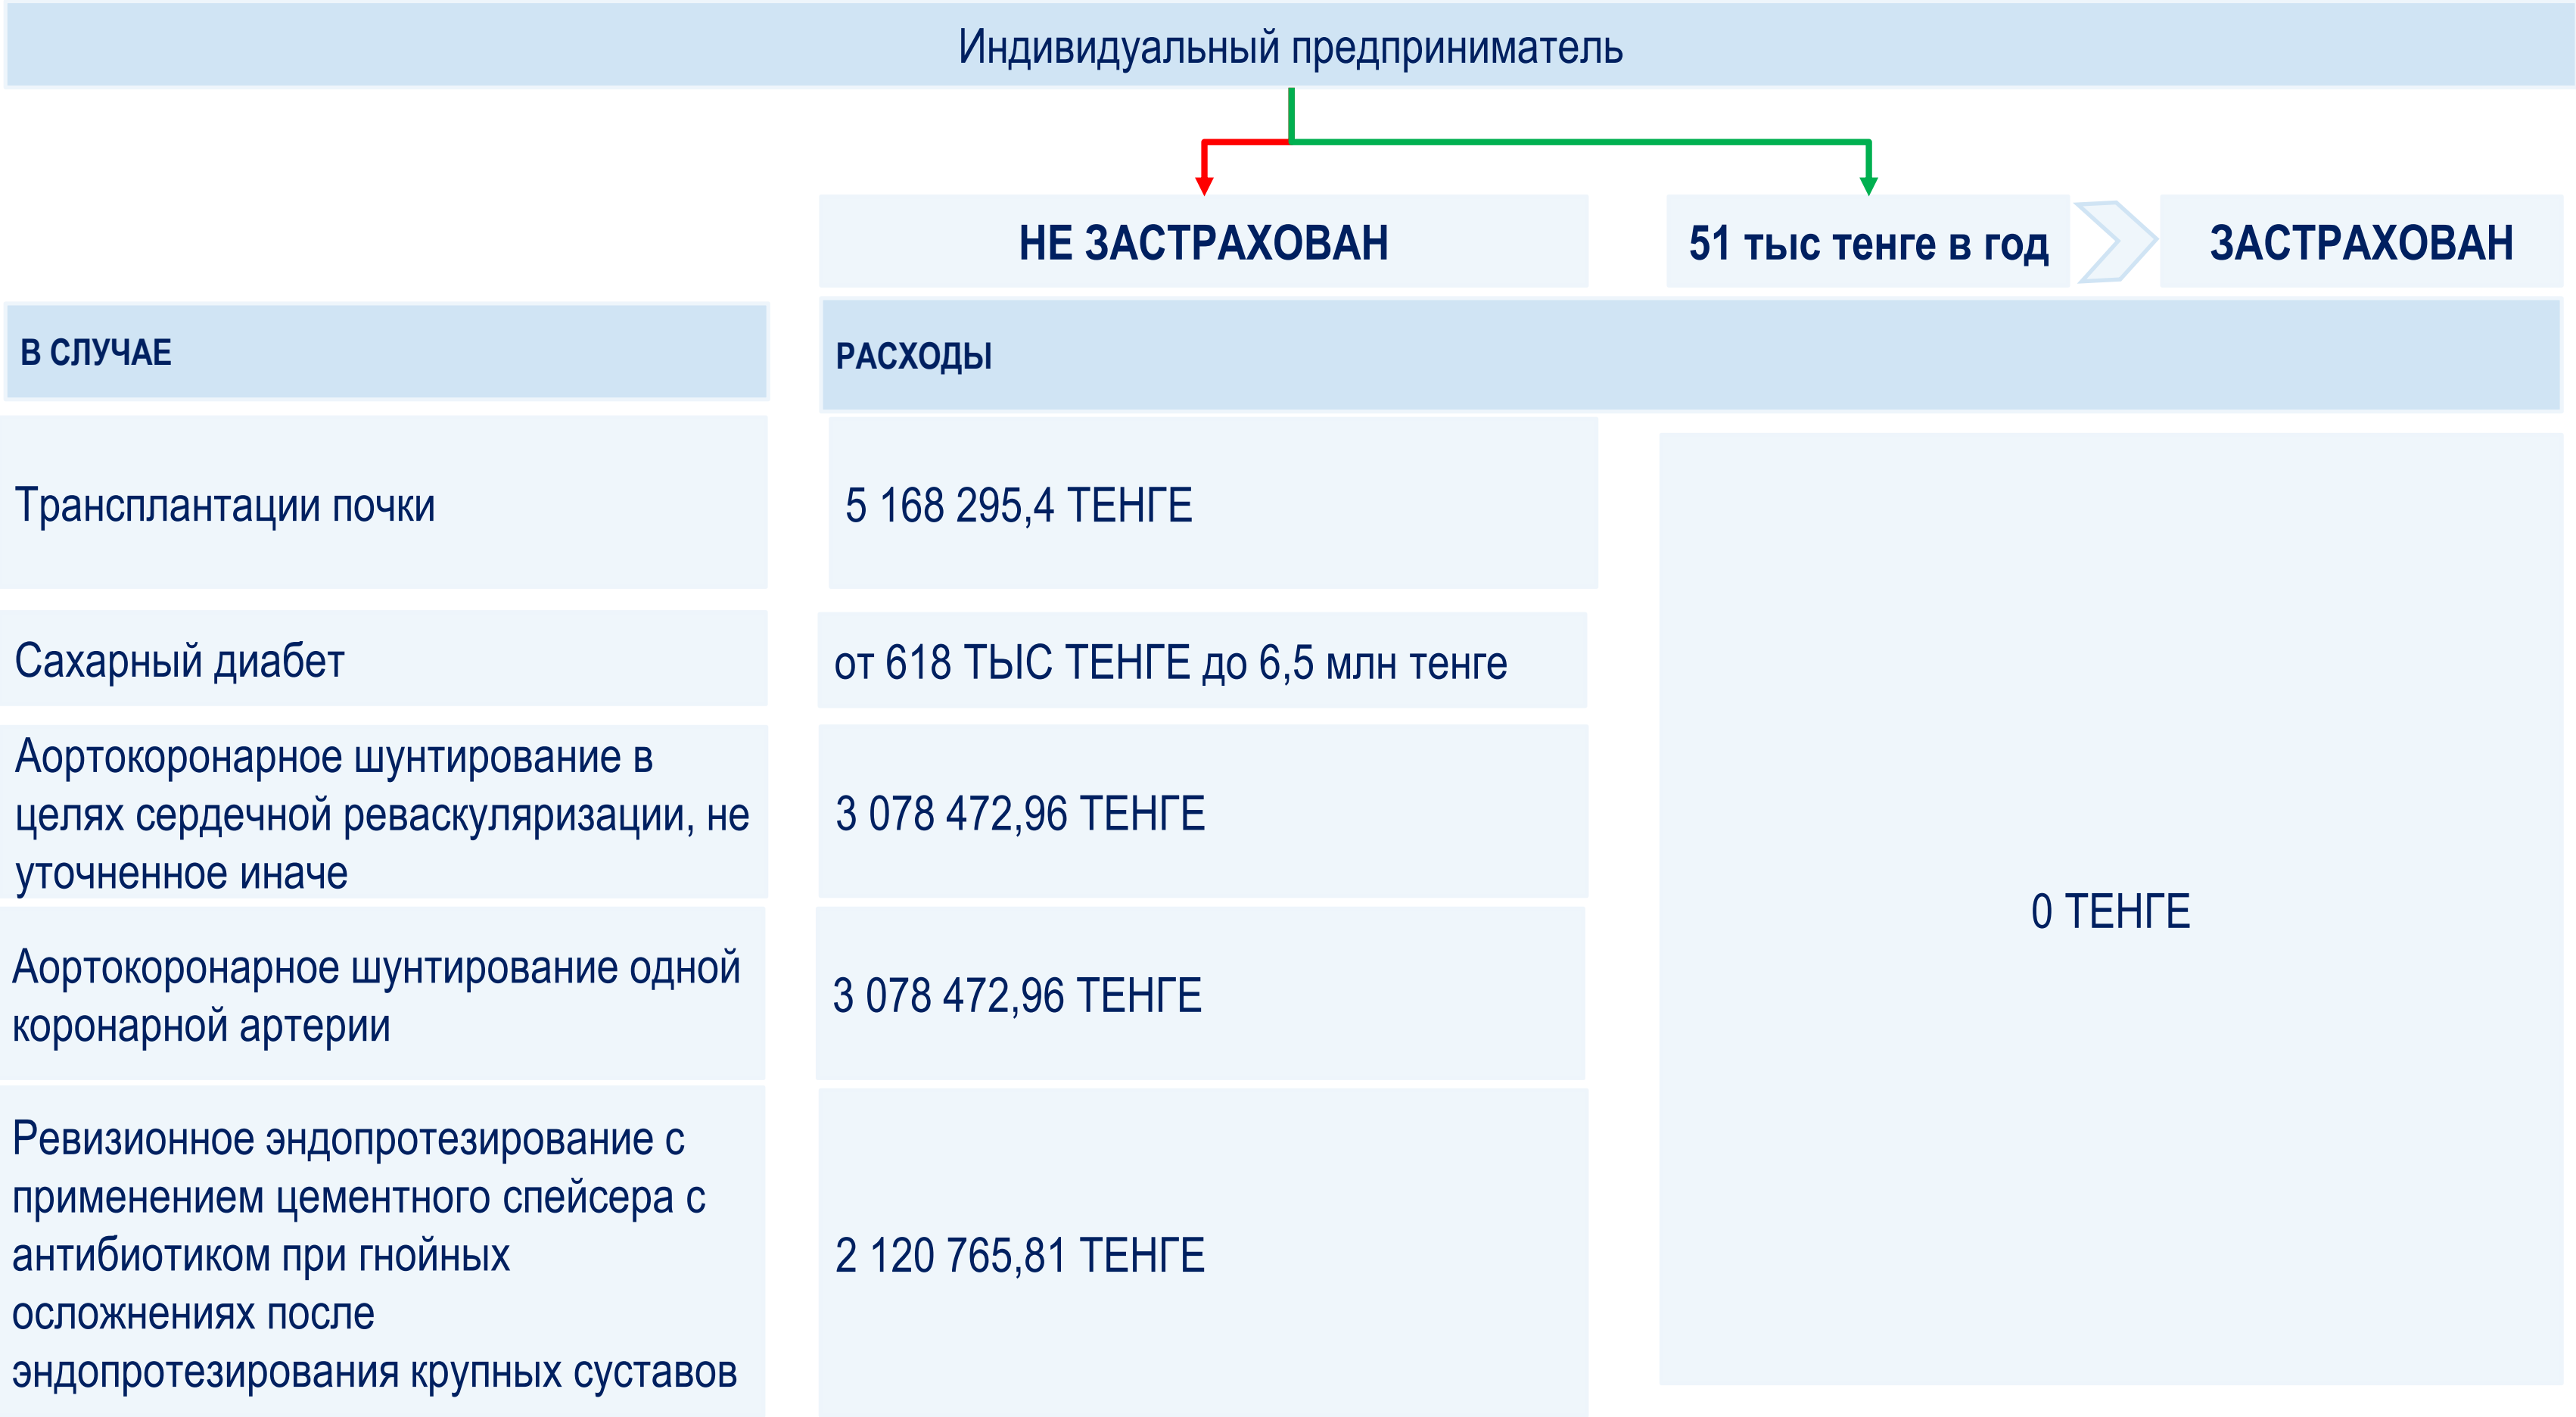 Индивидуальный предприниматель
НЕ ЗАСТРАХОВАН
51 тыс тенге в год
ЗАСТРАХОВАН
В СЛУЧАЕ
РАСХОДЫ
Трансплантации почки
5 168 295,4 ТЕНГЕ
Сахарный диабет
от 618 ТЫС ТЕНГЕ до 6,5 млн тенге
Аортокоронарное шунтирование в
целях сердечной реваскуляризации, не
уточненное иначе
3 078 472,96 ТЕНГЕ
Аортокоронарное шунтирование одной
коронарной артерии
3 078 472,96 ТЕНГЕ
Ревизионное эндопротезирование с
применением цементного спейсера с
антибиотиком при гнойных
осложнениях после
эндопротезирования крупных суставов
2 120 765,81 ТЕНГЕ
0 ТЕНГЕ